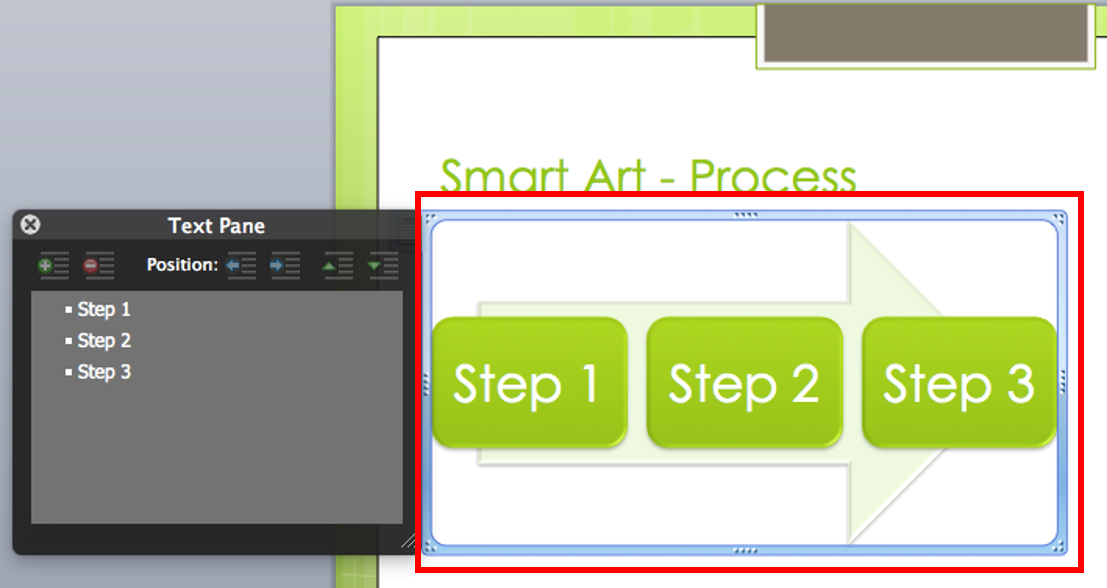 Smart Art - Process
Text Pane
Position:
Step 1
Step 2
Step 3
Step 1 Step 2 Step 3